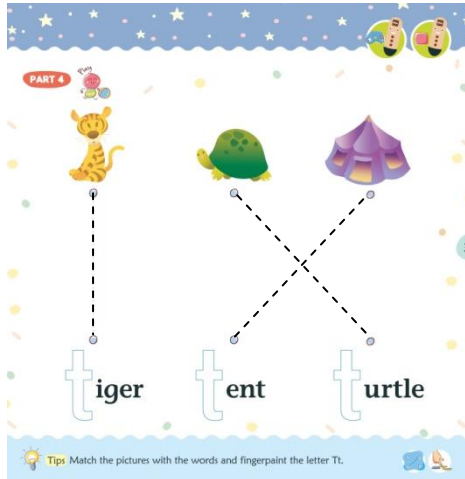 Play
PART 4
tiger tent turtle
Tips Match the pictures with the words and fingerpaint the letter Tt.